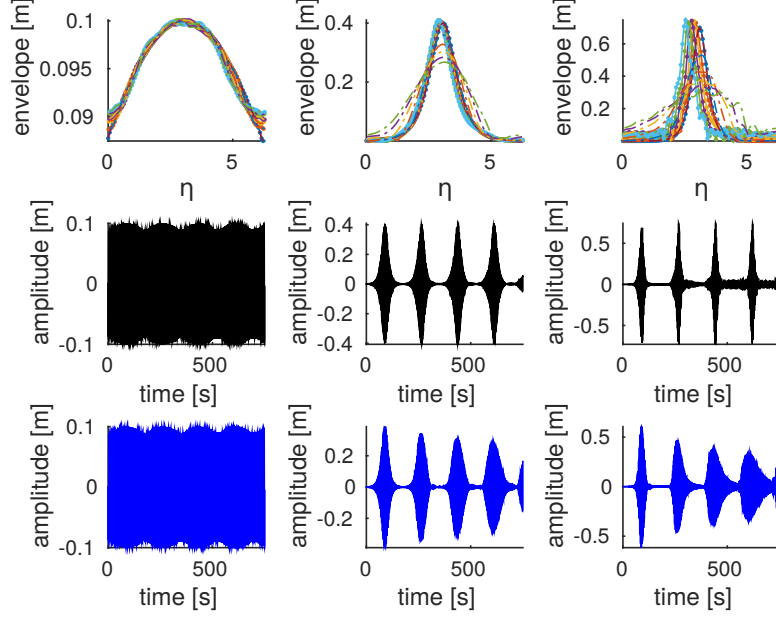 envelope [m]
0.1
0.095
0.09
0
5
η
envelope [m]
0.4
0.2
0
5
η
envelope [m]
0.6
0.4
0.2
0
5
η
amplitude [m]
0.1
0
-0.1
0
500
time [s]
amplitude [m]
0.4
0.2
0
-0.2
-0.4
0
500
time [s]
amplitude [m]
0.5
0
-0.5
0
500
time [s]
amplitude [m]
0.1
0
-0.1
0
500
time [s]
amplitude [m]
0.2
0
-0.2
0
500
time [s]
amplitude [m]
0.5
0
-0.5
0
500
time [s]